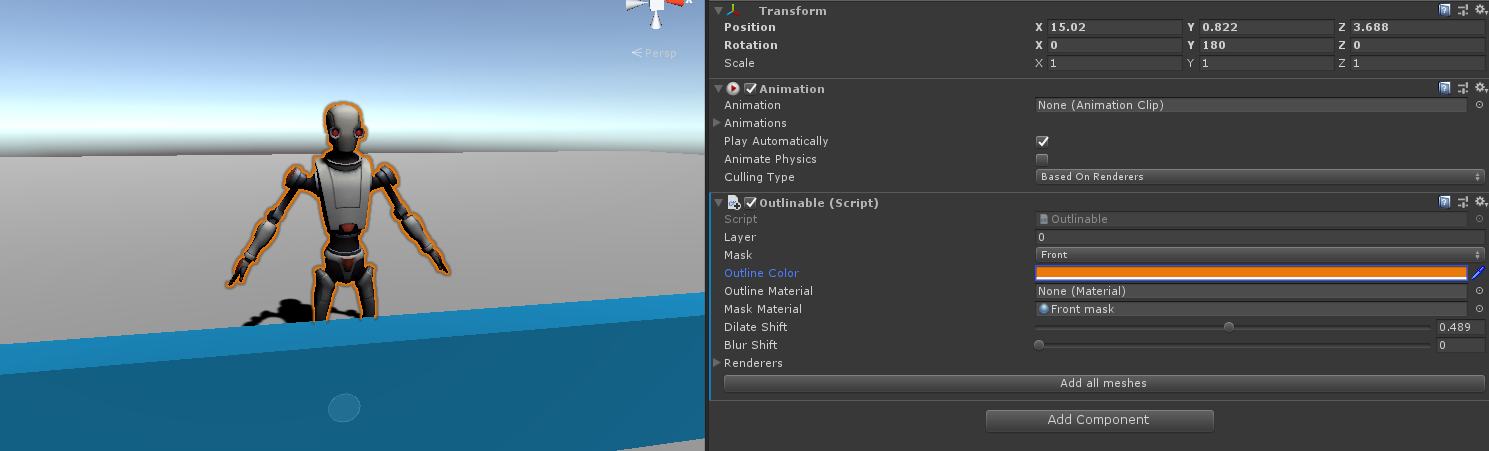 Persp
Transform
Position X 15.02 Y 0.822 Z 3.688
Rotation X 0 Y 180 Z 0
Scale X 1 Y 1 Z 1
Animation
Animation None (Animation Clip)
Animations
Play Automatically
Animate Physics
Culling Type Based On Renderers
Outlinable (Script)
Script Outlinable
Layer 0
Mask Front
Outline Color
Outline Material None (Material)
Mask Material Front mask
Dilate Shift 0.489
Blur Shift 0
Renderers
Add all meshes
Add Component